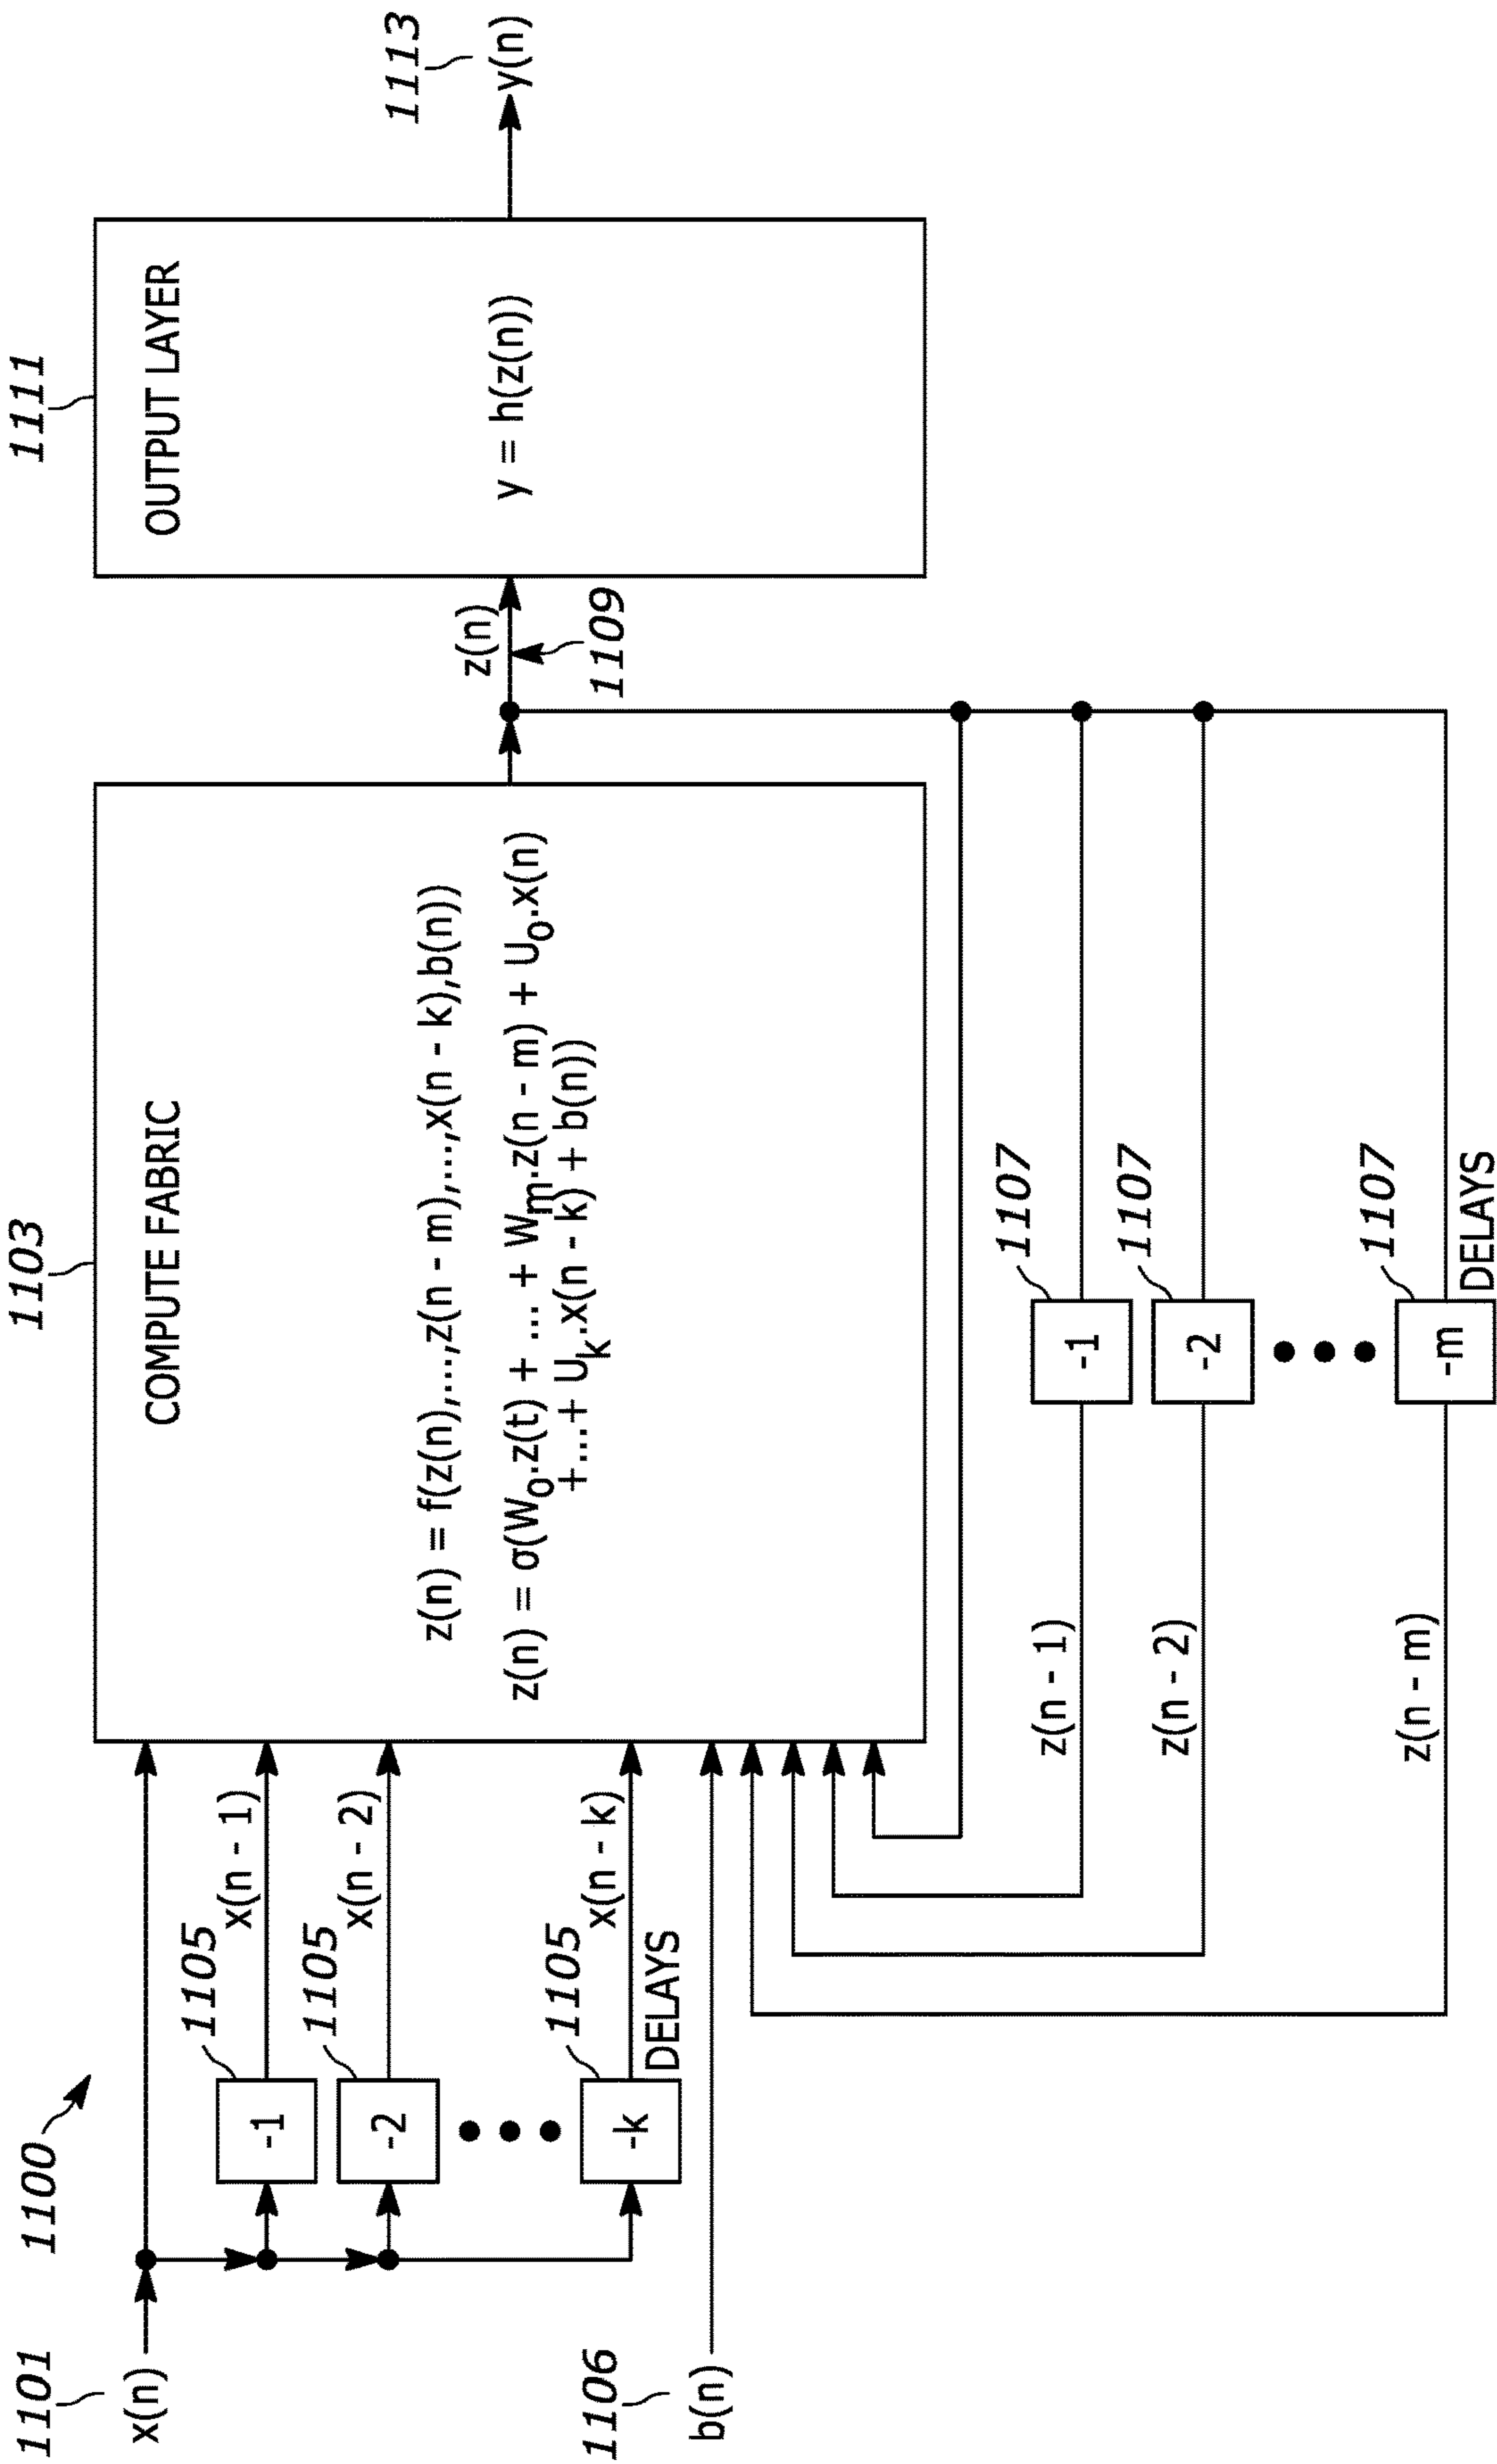 1100
1101
x(n)
1105
-1
x(n - 1)
1105
-2
x(n - 2)
1105
-k
x(n - k)
DELAYS
1106
b(n)
1103
COMPUTE FABRIC
z(n) = f(z(n),...,z(n - m),...,x(n - k),b(n))
z(n) = σ(W₀.z(t) + ... + Wₘ.z(n - m) + U₀.x(n)
+...+ Uₖ.x(n - k) + b(n))
z(n)
1109
1111
OUTPUT LAYER
y = h(z(n))
1113
y(n)
z(n - 1)
-1
1107
z(n - 2)
-2
1107
z(n - m)
-m
1107
DELAYS